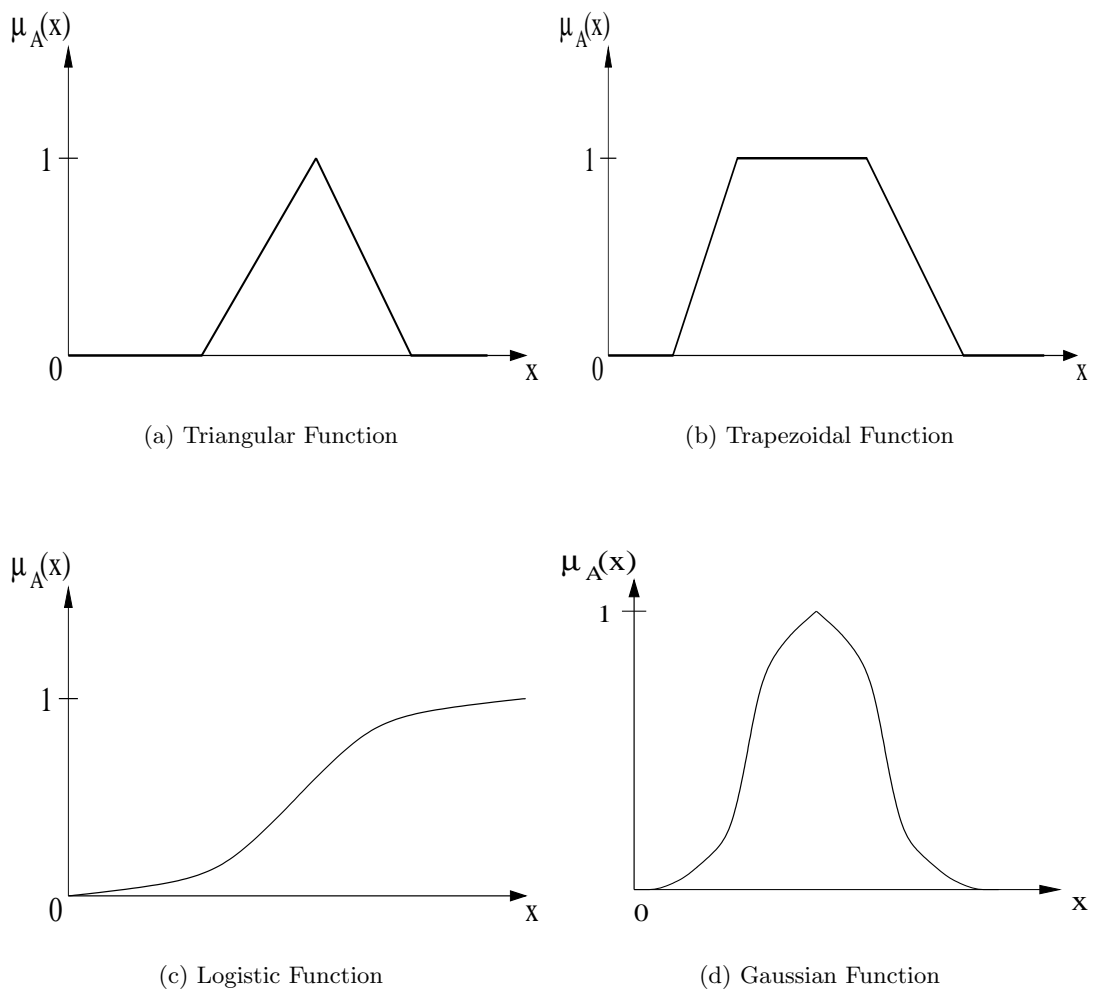 μA(x)
1
0
x
(a) Triangular Function
μA(x)
1
0
x
(b) Trapezoidal Function
μA(x)
1
0
x
(c) Logistic Function
μA(x)
1
0
x
(d) Gaussian Function